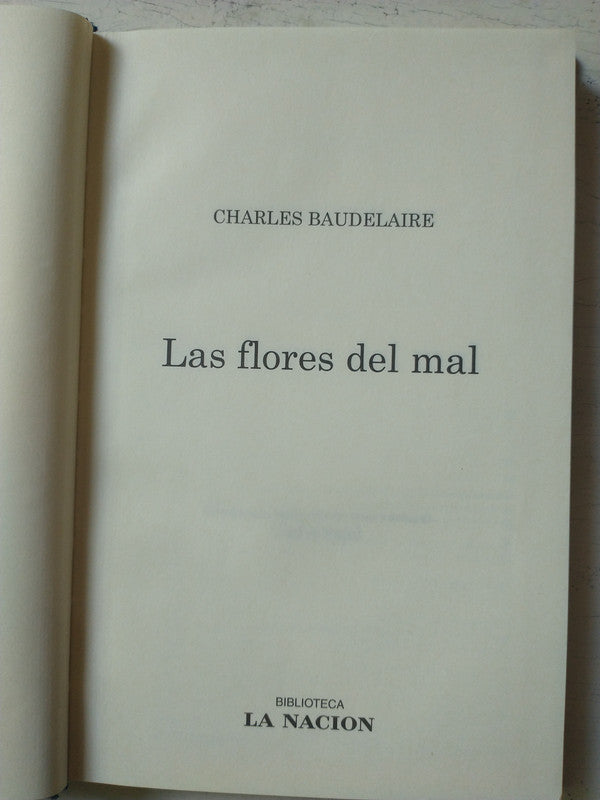 CHARLES BAUDELAIRE
Las flores del mal
BIBLIOTECA
LA NACION